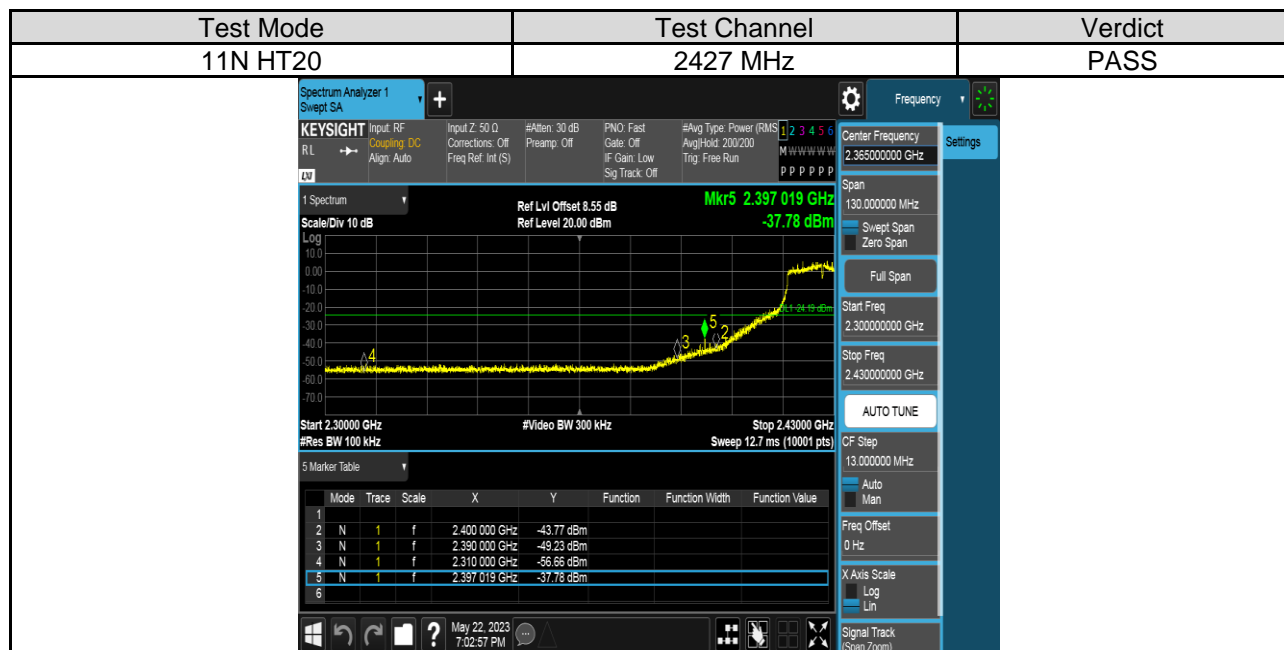 Test Mode Test Channel Verdict
11N HT20 2427 MHz PASS
Spectrum Analyzer 1
Swept SA
+
Frequency
Settings
KEYSIGHT Input: RF Input Z: 50 Ω #Atten: 30 dB PNO: Fast #Avg Type: Power (RMS 1 2 3 4 5 6
RL Coupling: DC Corrections: Off Preamp: Off Gate: Off Avg|Hold: 200/200 M W W W W W
Align: Auto Freq Ref: Int (S) IF Gain: Low Trig: Free Run
LXI Sig Track: Off P P P P P P
1 Spectrum Ref Lvl Offset 8.55 dB Mkr5 2.397 019 GHz
Scale/Div 10 dB Ref Level 20.00 dBm -37.78 dBm
Log
10.0
0.00
-10.0
-20.0
DL1 -24.19 dBm
-30.0
-40.0
-50.0
-60.0
-70.0
4 3 5 2
Start 2.30000 GHz #Video BW 300 kHz Stop 2.43000 GHz
#Res BW 100 kHz Sweep 12.7 ms (10001 pts)
5 Marker Table
Mode Trace Scale X Y Function Function Width Function Value
1
2 N 1 f 2.400 000 GHz -43.77 dBm
3 N 1 f 2.390 000 GHz -49.23 dBm
4 N 1 f 2.310 000 GHz -56.66 dBm
5 N 1 f 2.397 019 GHz -37.78 dBm
6
Center Frequency
2.365000000 GHz
Span
130.000000 MHz
Swept Span
Zero Span
Full Span
Start Freq
2.300000000 GHz
Stop Freq
2.430000000 GHz
AUTO TUNE
CF Step
13.000000 MHz
Auto
Man
Freq Offset
0 Hz
X Axis Scale
Log
Lin
Signal Track
(Span Zoom)
? May 22, 2023
7:02:57 PM